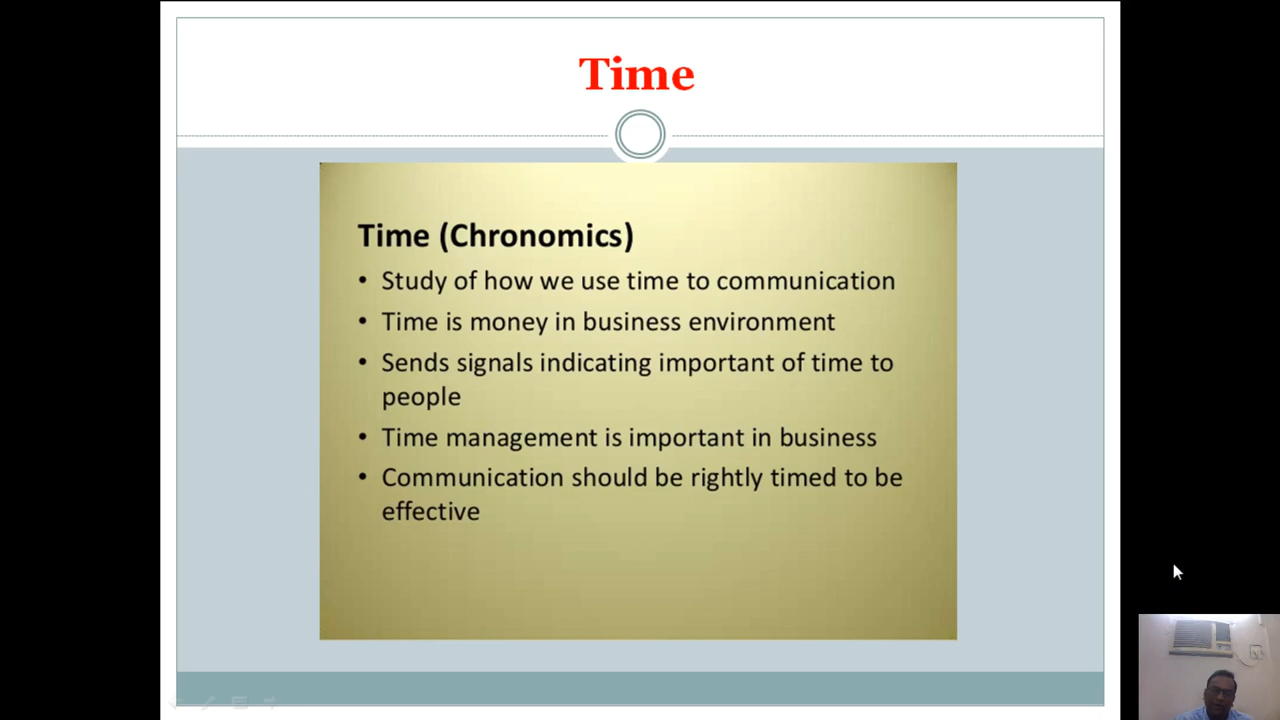 Time
Time (Chronomics)
• Study of how we use time to communication
• Time is money in business environment
• Sends signals indicating important of time to
people
• Time management is important in business
• Communication should be rightly timed to be
effective